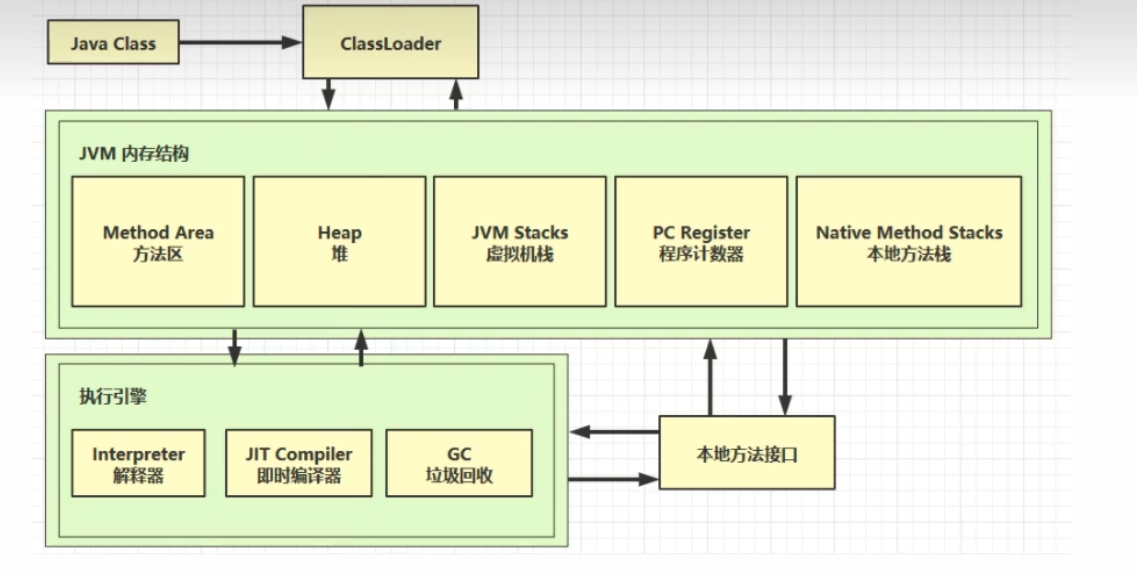 Java Class
ClassLoader
JVM 内存结构
Method Area
方法区
Heap
堆
JVM Stacks
虚拟机栈
PC Register
程序计数器
Native Method Stacks
本地方法栈
执行引擎
Interpreter
解释器
JIT Compiler
即时编译器
GC
垃圾回收
本地方法接口